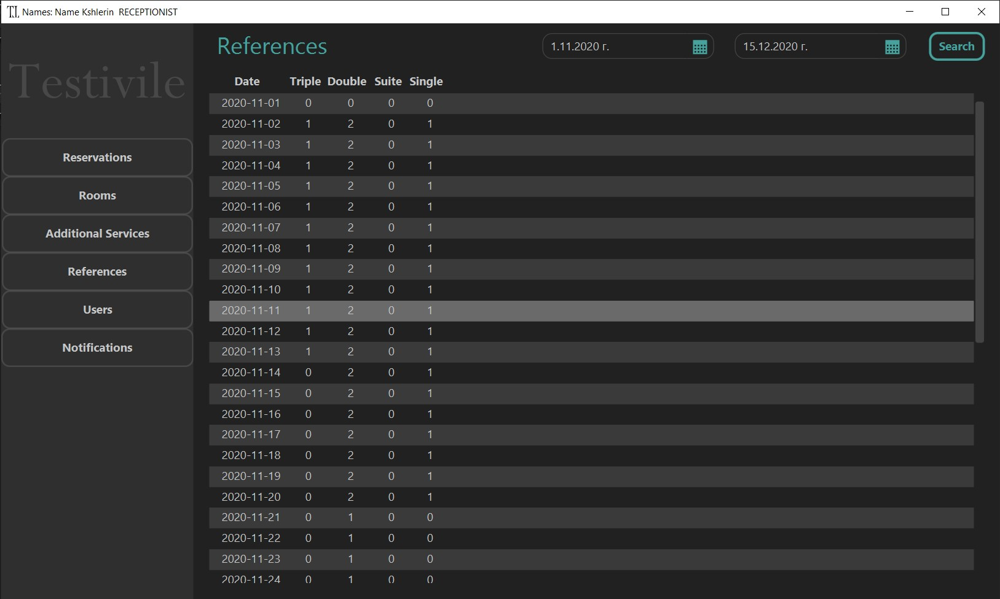 Names: Name Kshlerin RECEPTIONIST
Testivile
Reservations
Rooms
Additional Services
References
Users
Notifications
References
1.11.2020 г.
15.12.2020 г.
Search
Date Triple Double Suite Single
2020-11-01 0 0 0 0
2020-11-02 1 2 0 1
2020-11-03 1 2 0 1
2020-11-04 1 2 0 1
2020-11-05 1 2 0 1
2020-11-06 1 2 0 1
2020-11-07 1 2 0 1
2020-11-08 1 2 0 1
2020-11-09 1 2 0 1
2020-11-10 1 2 0 1
2020-11-11 1 2 0 1
2020-11-12 1 2 0 1
2020-11-13 1 2 0 1
2020-11-14 0 2 0 1
2020-11-15 0 2 0 1
2020-11-16 0 2 0 1
2020-11-17 0 2 0 1
2020-11-18 0 2 0 1
2020-11-19 0 2 0 1
2020-11-20 0 2 0 1
2020-11-21 0 1 0 0
2020-11-22 0 1 0 0
2020-11-23 0 1 0 0
2020-11-24 0 1 0 0